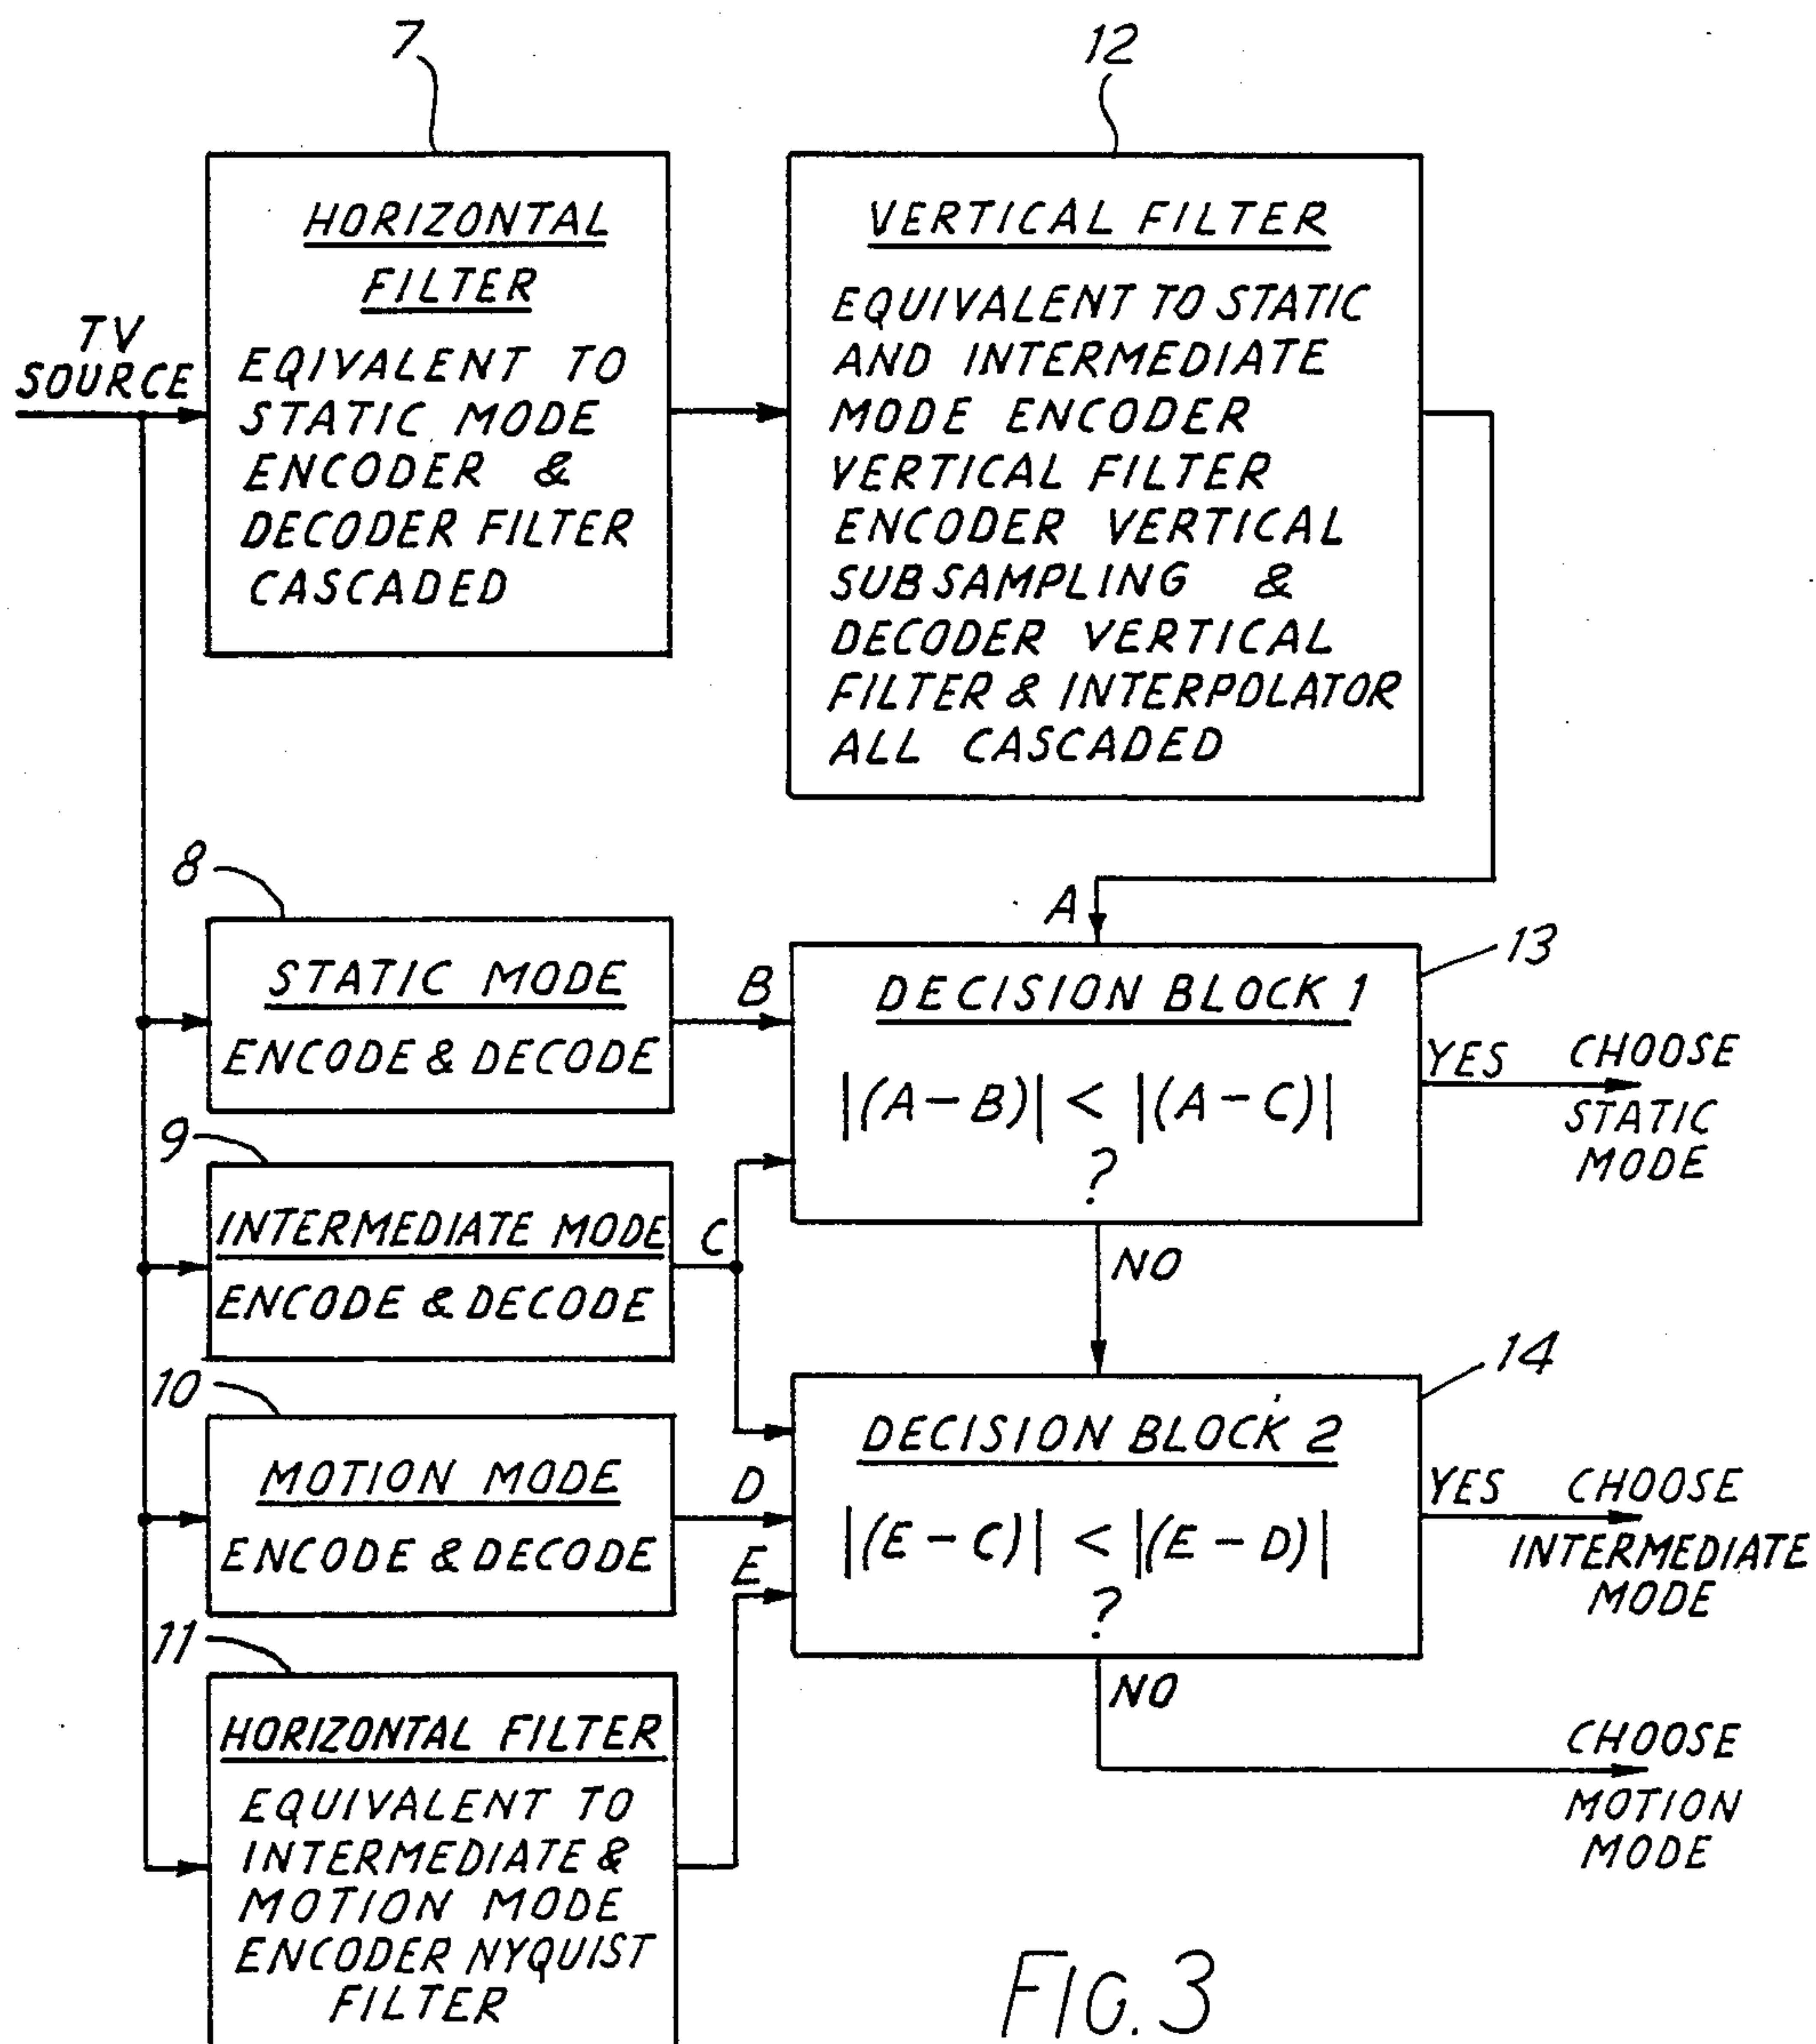 7
12
HORIZONTAL
FILTER
EQIVALENT TO
STATIC MODE
ENCODER &
DECODER FILTER
CASCADED
VERTICAL FILTER
EQUIVALENT TO STATIC
AND INTERMEDIATE
MODE ENCODER
VERTICAL FILTER
ENCODER VERTICAL
SUBSAMPLING &
DECODER VERTICAL
FILTER & INTERPOLATOR
ALL CASCADED
TV
SOURCE
8
STATIC MODE
ENCODE & DECODE
9
INTERMEDIATE MODE
ENCODE & DECODE
10
MOTION MODE
ENCODE & DECODE
11
HORIZONTAL FILTER
EQUIVALENT TO
INTERMEDIATE &
MOTION MODE
ENCODER NYQUIST
FILTER
A
B
C
D
E
13
DECISION BLOCK 1
|(A-B)| < |(A-C)|
?
YES
CHOOSE
STATIC
MODE
NO
14
DECISION BLOCK 2
|(E-C)| < |(E-D)|
?
YES
CHOOSE
INTERMEDIATE
MODE
NO
CHOOSE
MOTION
MODE
FIG. 3